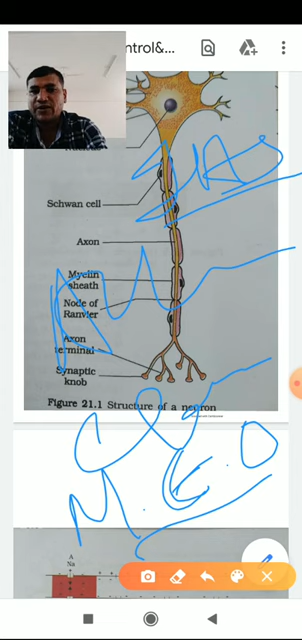 ntrol&...
Schwan cell
Axon
Myelin
sheath
Node of
Ranvier
Axon
terminal
Synaptic
knob
Figure 21.1 Structure of a neuron
M.E.D
A
Na